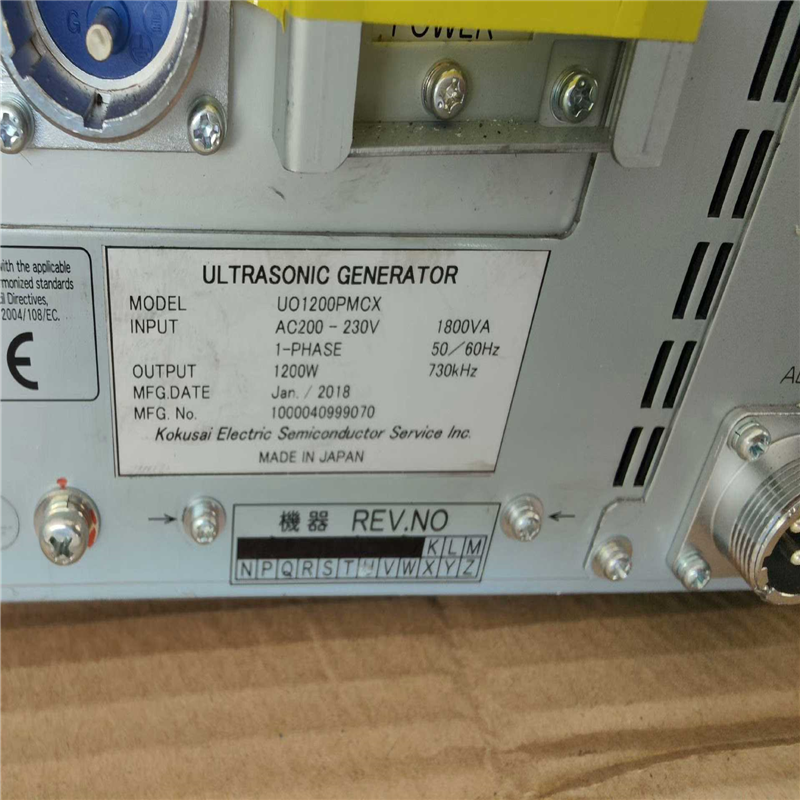 POWER
with the applicable
harmonized standards
Directives,
2004/108/EC.
CE
ULTRASONIC GENERATOR
MODEL UO1200PMCX
INPUT AC200-230V 1800VA
1-PHASE 50/60Hz
OUTPUT 1200W 730kHz
MFG.DATE Jan. / 2018
MFG. No. 1000040999070
Kokusai Electric Semiconductor Service Inc.
MADE IN JAPAN
機器 REV.NO
K L M
N P Q R S T U V W X Y Z